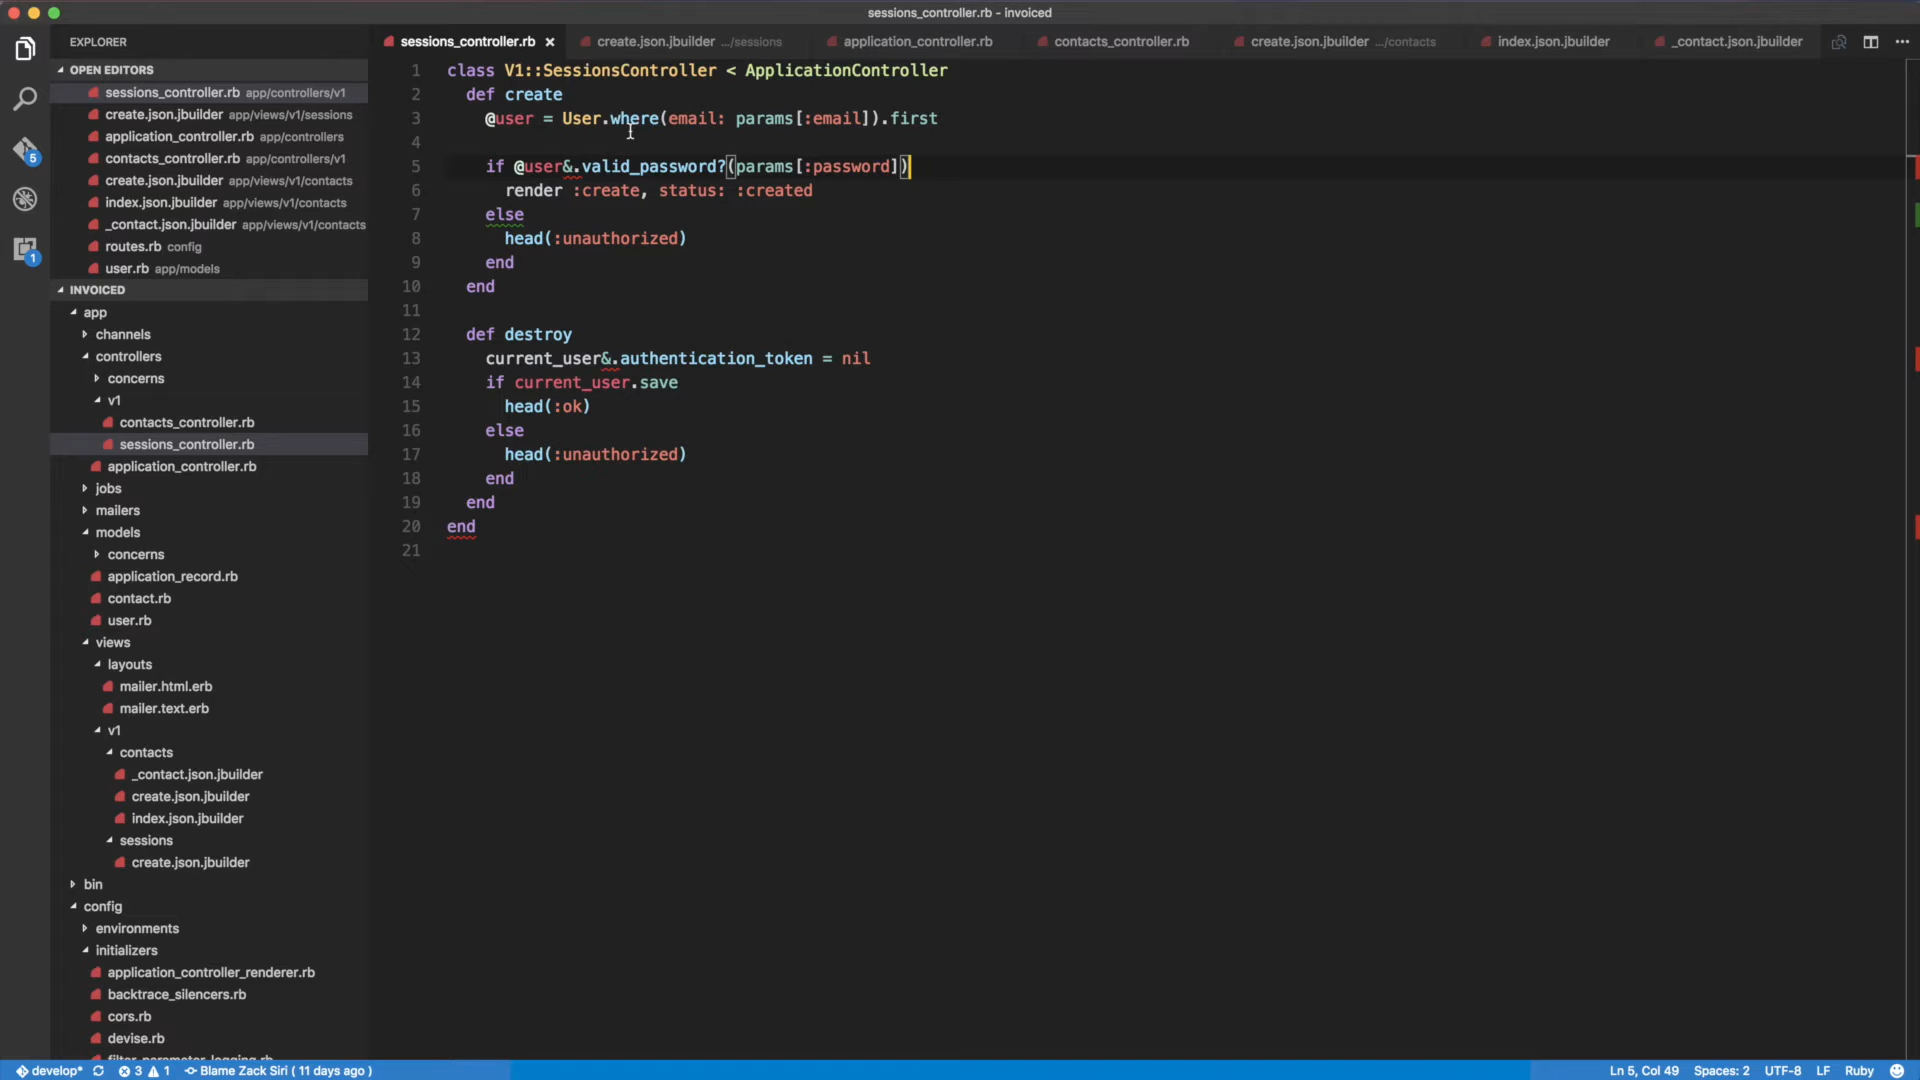 sessions_controller.rb - invoiced
EXPLORER
OPEN EDITORS
sessions_controller.rb app/controllers/v1
create.json.jbuilder app/views/v1/sessions
application_controller.rb app/controllers
contacts_controller.rb app/controllers/v1
create.json.jbuilder app/views/v1/contacts
index.json.jbuilder app/views/v1/contacts
_contact.json.jbuilder app/views/v1/contacts
routes.rb config
user.rb app/models
INVOICED
app
channels
controllers
concerns
v1
contacts_controller.rb
sessions_controller.rb
application_controller.rb
jobs
mailers
models
concerns
application_record.rb
contact.rb
user.rb
views
layouts
mailer.html.erb
mailer.text.erb
v1
contacts
_contact.json.jbuilder
create.json.jbuilder
index.json.jbuilder
sessions
create.json.jbuilder
bin
config
environments
initializers
application_controller_renderer.rb
backtrace_silencers.rb
cors.rb
devise.rb
filter_parameter_logging.rb
5
1
sessions_controller.rb create.json.jbuilder .../sessions application_controller.rb contacts_controller.rb create.json.jbuilder .../contacts index.json.jbuilder _contact.json.jbuilder
1 class V1::SessionsController < ApplicationController
2 def create
3 @user = User.where(email: params[:email]).first
4
5 if @user&.valid_password?(params[:password])
6 render :create, status: :created
7 else
8 head(:unauthorized)
9 end
10 end
11
12 def destroy
13 current_user&.authentication_token = nil
14 if current_user.save
15 head(:ok)
16 else
17 head(:unauthorized)
18 end
19 end
20 end
21
develop* 3 1 Blame Zack Siri ( 11 days ago ) Ln 5, Col 49 Spaces: 2 UTF-8 LF Ruby